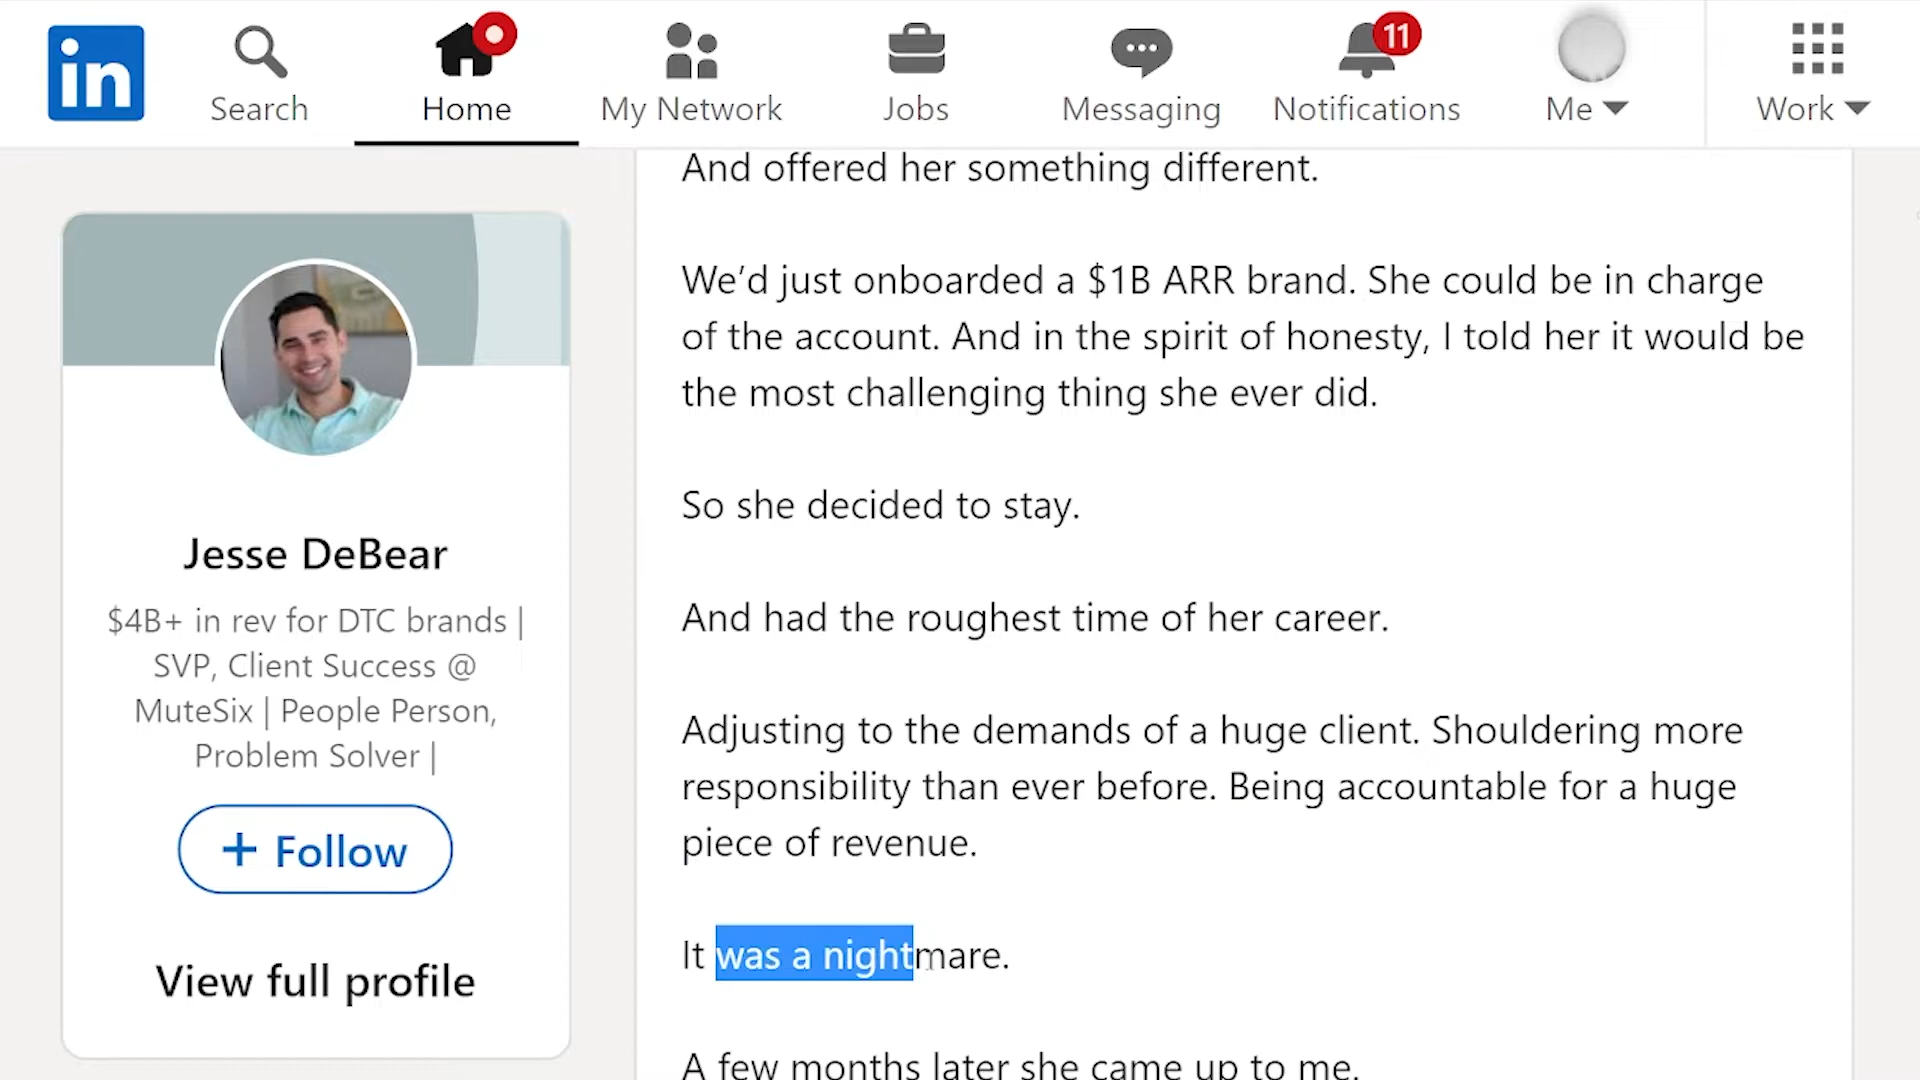 in
Search
Home
My Network
Jobs
Messaging
11
Notifications
Me
Work
Jesse DeBear
$4B+ in rev for DTC brands |
SVP, Client Success @
MuteSix | People Person,
Problem Solver |
+ Follow
View full profile
And offered her something different.
We’d just onboarded a $1B ARR brand. She could be in charge
of the account. And in the spirit of honesty, I told her it would be
the most challenging thing she ever did.
So she decided to stay.
And had the roughest time of her career.
Adjusting to the demands of a huge client. Shouldering more
responsibility than ever before. Being accountable for a huge
piece of revenue.
It was a nightmare.
A few months later she came up to me.